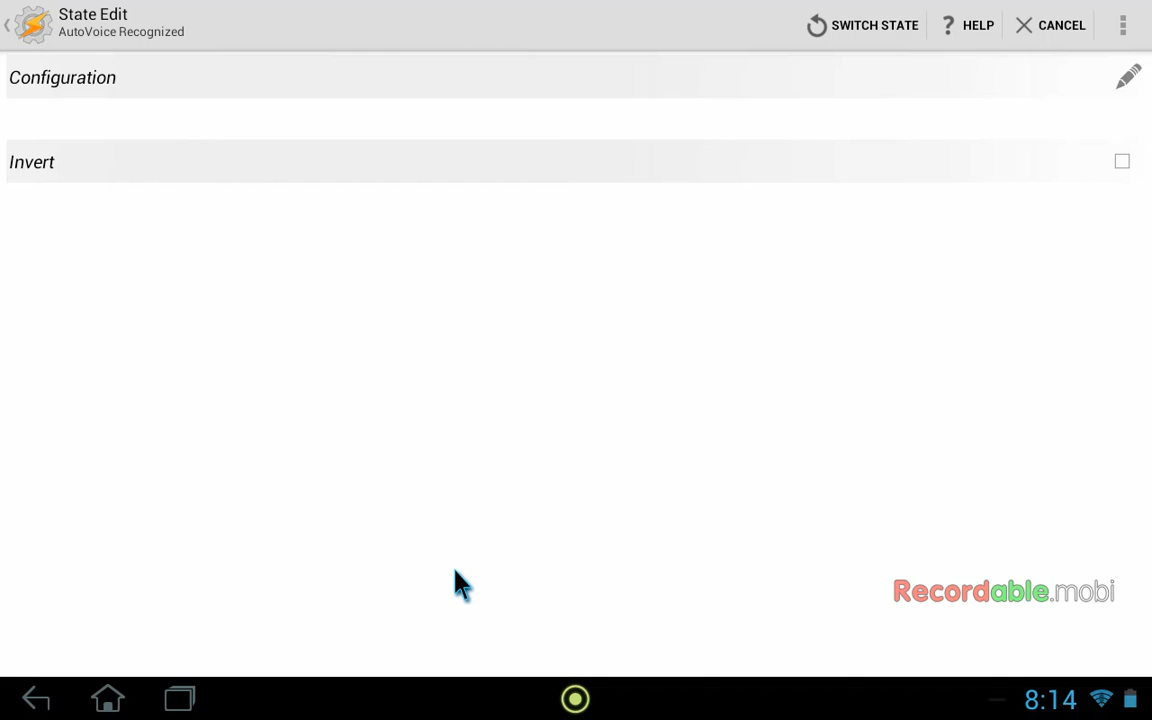 State Edit
AutoVoice Recognized
SWITCH STATE
? HELP
CANCEL
Configuration
Invert
Recordable.mobi
8:14